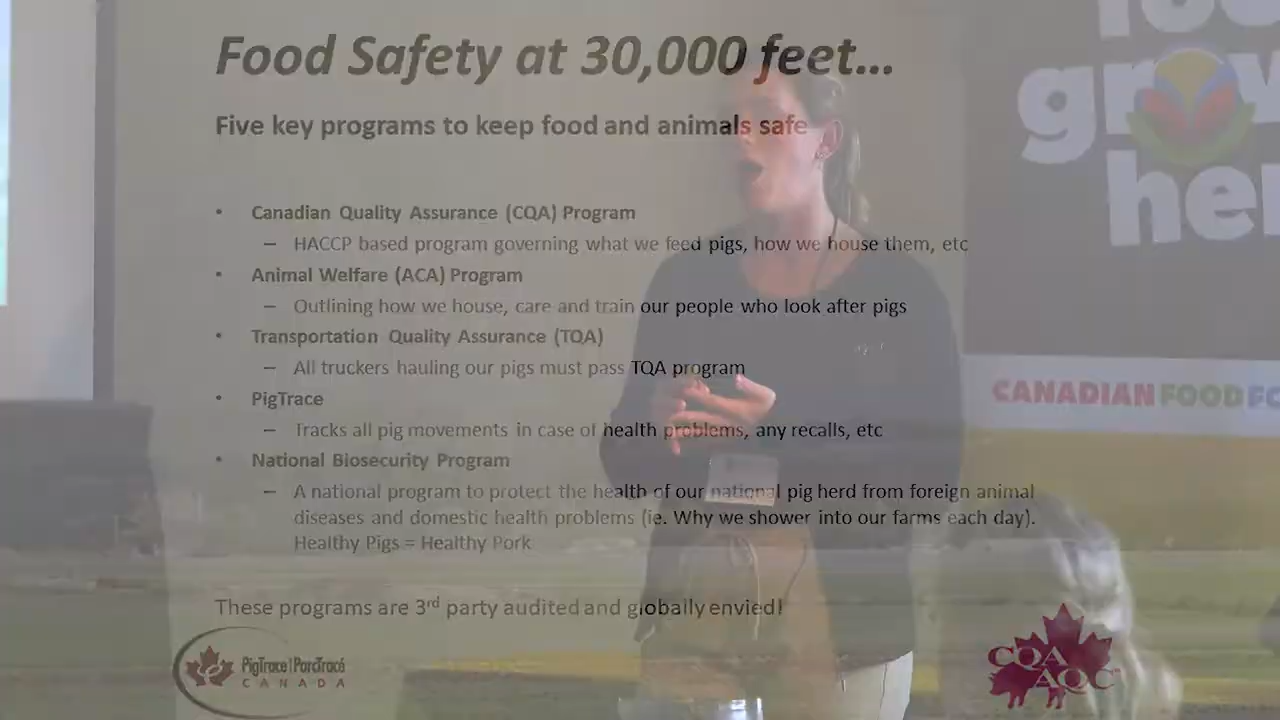 Food Safety at 30,000 feet...
Five key programs to keep food and animals safe
• Canadian Quality Assurance (CQA) Program
– HACCP based program governing what we feed pigs, how we house them, etc
• Animal Welfare (ACA) Program
– Outlining how we house, care and train our people who look after pigs
• Transportation Quality Assurance (TQA)
– All truckers hauling our pigs must pass TQA program
• PigTrace
– Tracks all pig movements in case of health problems, any recalls, etc
• National Biosecurity Program
– A national program to protect the health of our national pig herd from foreign animal
diseases and domestic health problems (ie. Why we shower into our farms each day).
Healthy Pigs = Healthy Pork
These programs are 3rd party audited and globally envied!
PigTrace|PorcTracé
CANADA
CQA
AQC
CANADIAN FOOD